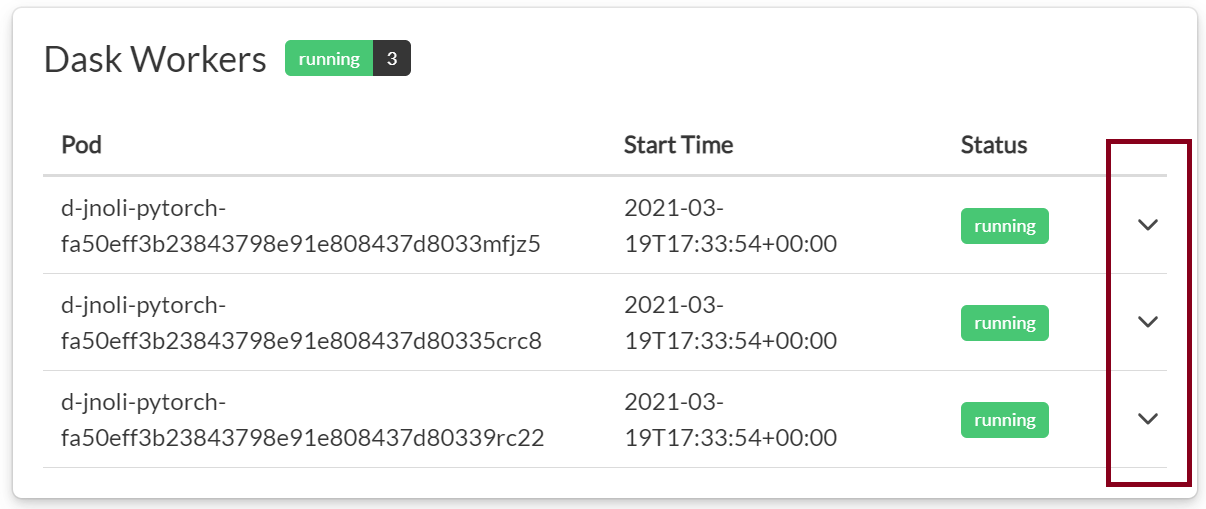 Dask Workers running 3
Pod Start Time Status
d-jnoli-pytorch-
fa50eff3b23843798e91e808437d8033mfjz5
2021-03-
19T17:33:54+00:00
running
d-jnoli-pytorch-
fa50eff3b23843798e91e808437d80335crc8
2021-03-
19T17:33:54+00:00
running
d-jnoli-pytorch-
fa50eff3b23843798e91e808437d80339rc22
2021-03-
19T17:33:54+00:00
running